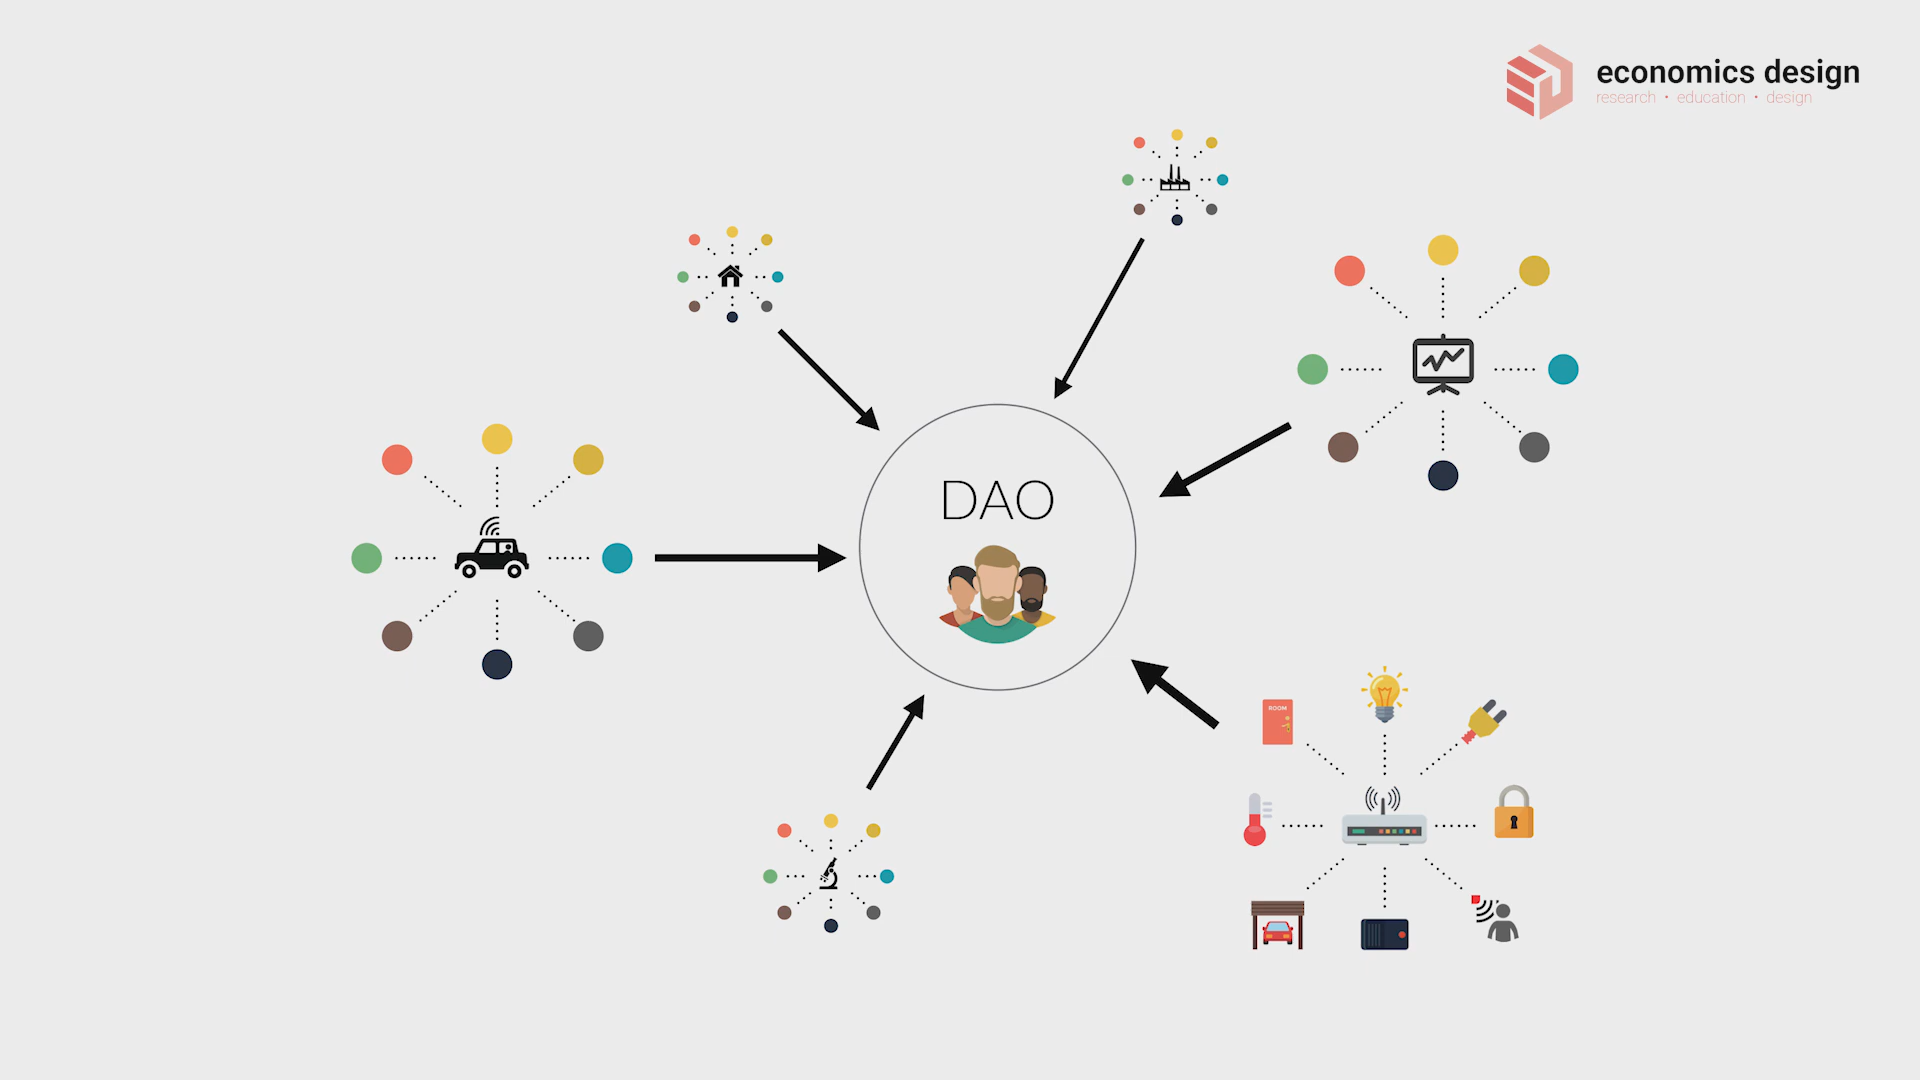 economics design
research • education • design
DAO
ROOM